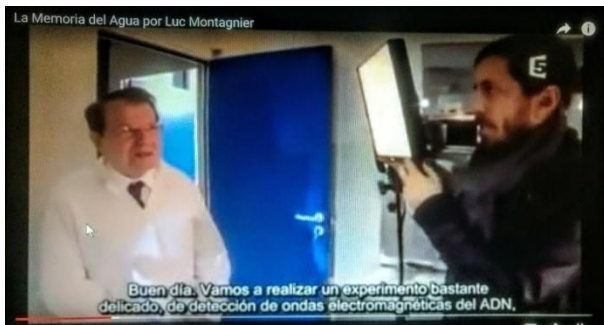 La Memoria del Agua por Luc Montagnier
5
Buen día. Vamos a realizar un experimento bastante
delicado, de detección de ondas electromagnéticas del ADN,